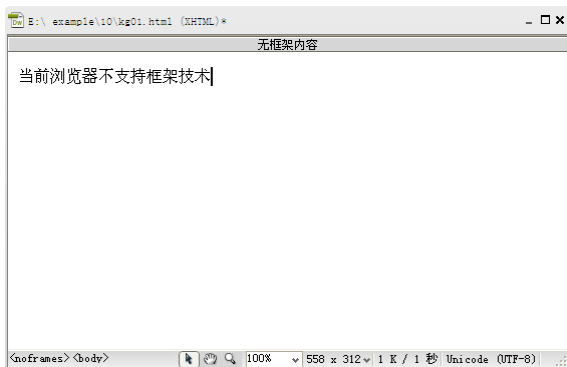 E:\ example\10\kg01.html (XHTML)*
无框架内容
当前浏览器不支持框架技术
<noframes> <body> 100% 558 x 312 1 K / 1 秒 Unicode (UTF-8)